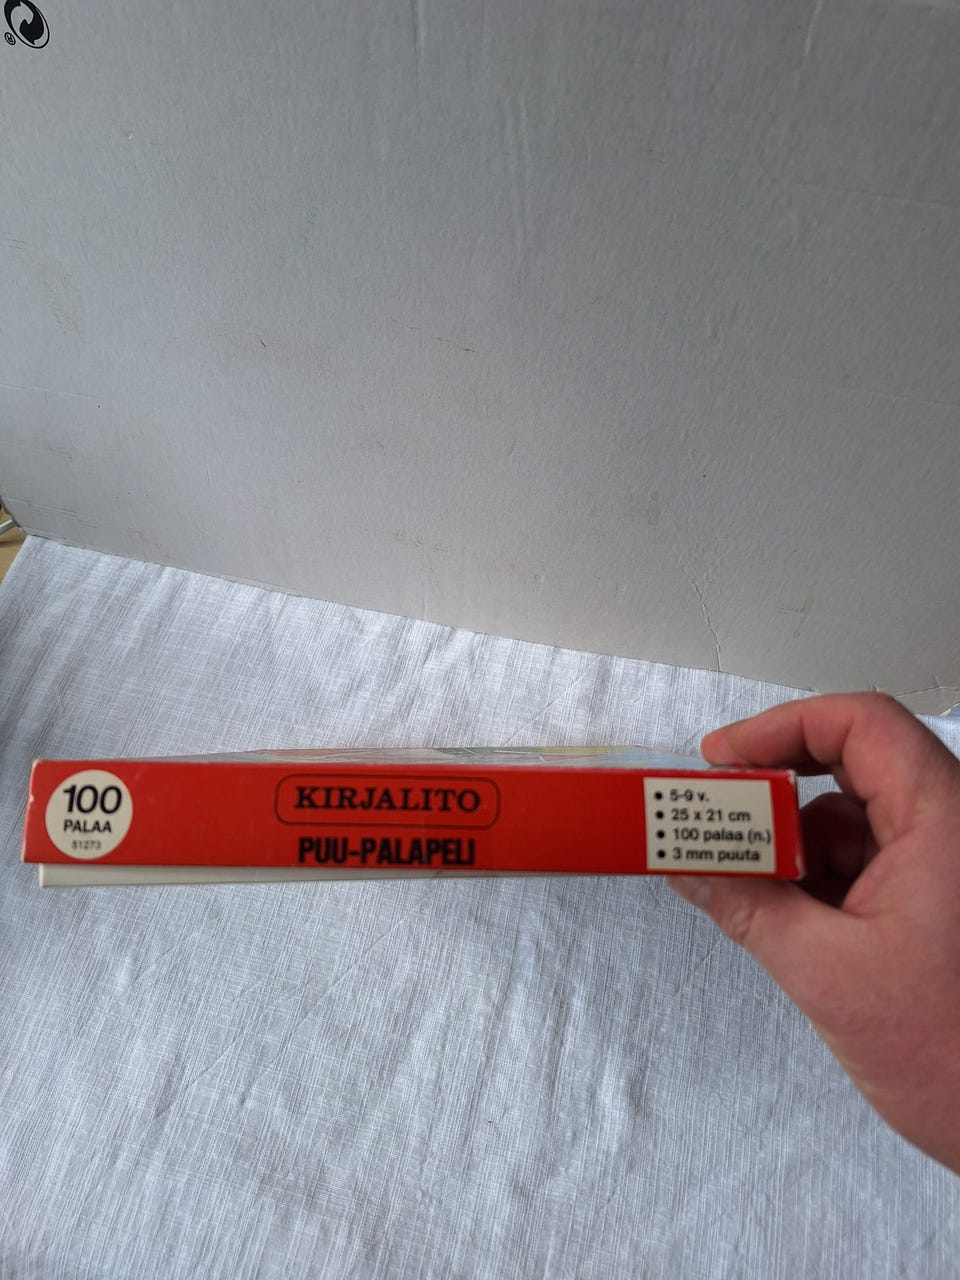 ®
100
PALAA
51273
KIRJALITO
PUU-PALAPELI
● 5-9 v.
● 25 x 21 cm
● 100 palaa (n.)
● 3 mm puuta